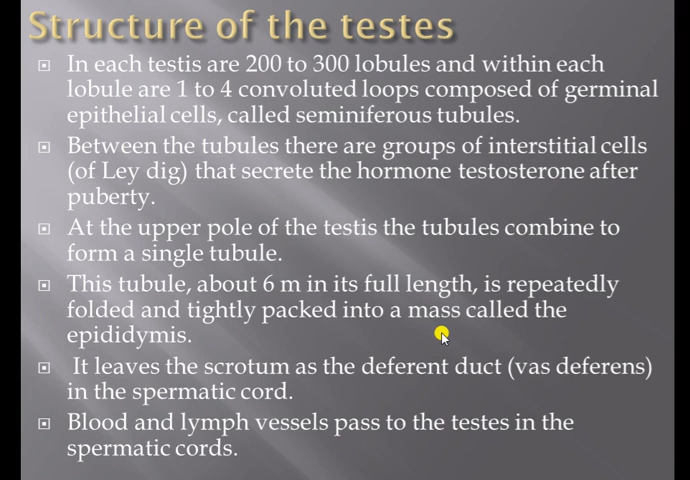 Structure of the testes
In each testis are 200 to 300 lobules and within each
lobule are 1 to 4 convoluted loops composed of germinal
epithelial cells, called seminiferous tubules.
Between the tubules there are groups of interstitial cells
(of Ley dig) that secrete the hormone testosterone after
puberty.
At the upper pole of the testis the tubules combine to
form a single tubule.
This tubule, about 6 m in its full length, is repeatedly
folded and tightly packed into a mass called the
epididymis.
It leaves the scrotum as the deferent duct (vas deferens)
in the spermatic cord.
Blood and lymph vessels pass to the testes in the
spermatic cords.